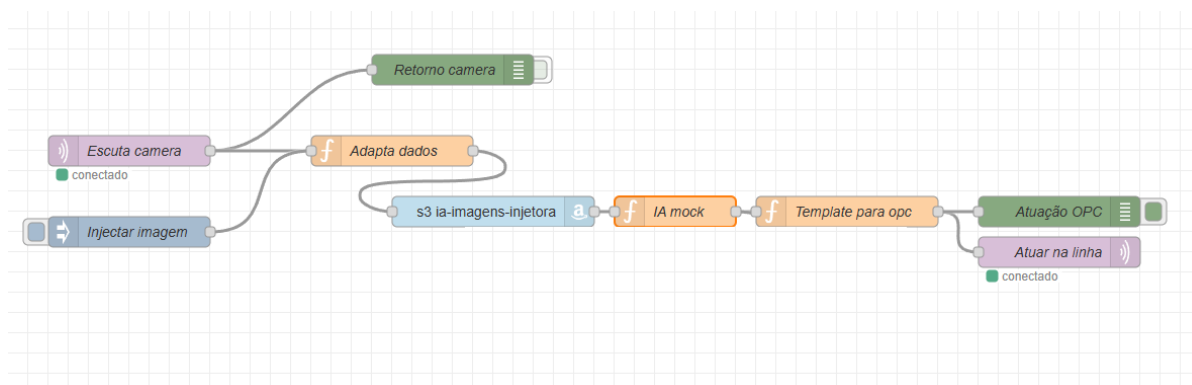 Retorno camera
Escuta camera
conectado
Adapta dados
Injectar imagem
s3 ia-imagens-injetora
a
IA mock
Template para opc
Atuação OPC
Atuar na linha
conectado